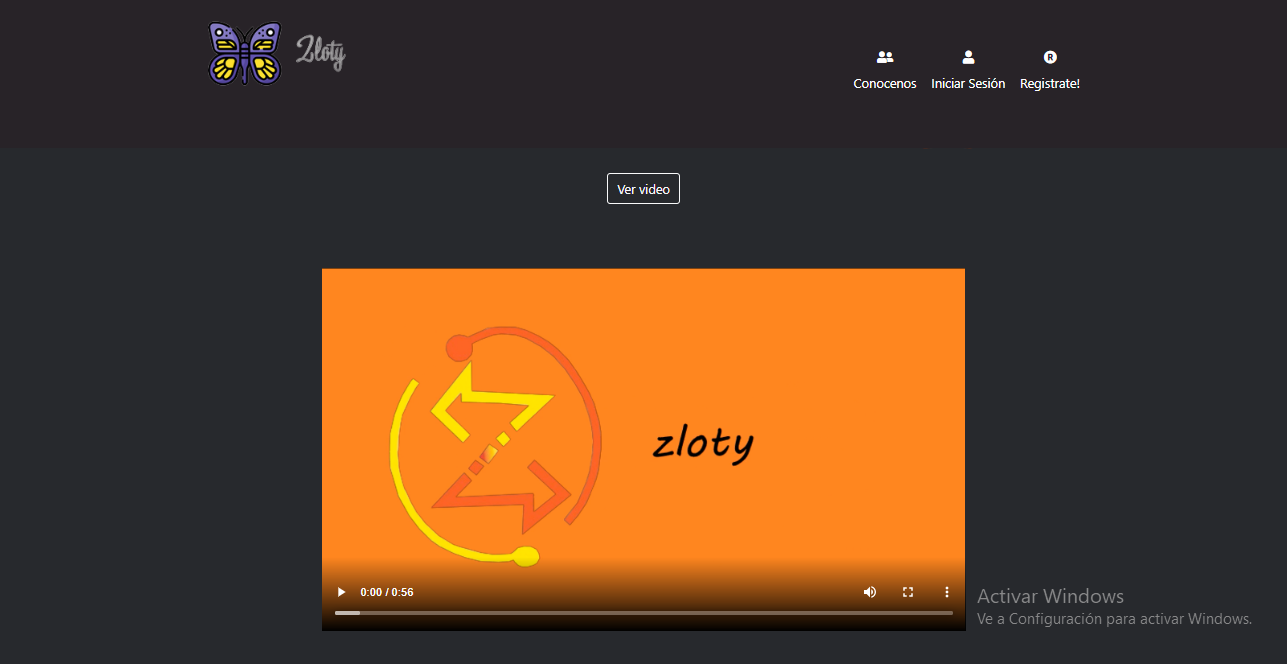 Zloty
Conocenos Iniciar Sesión Registrate!
Ver video
zloty
0:00 / 0:56
Activar Windows
Ve a Configuración para activar Windows.